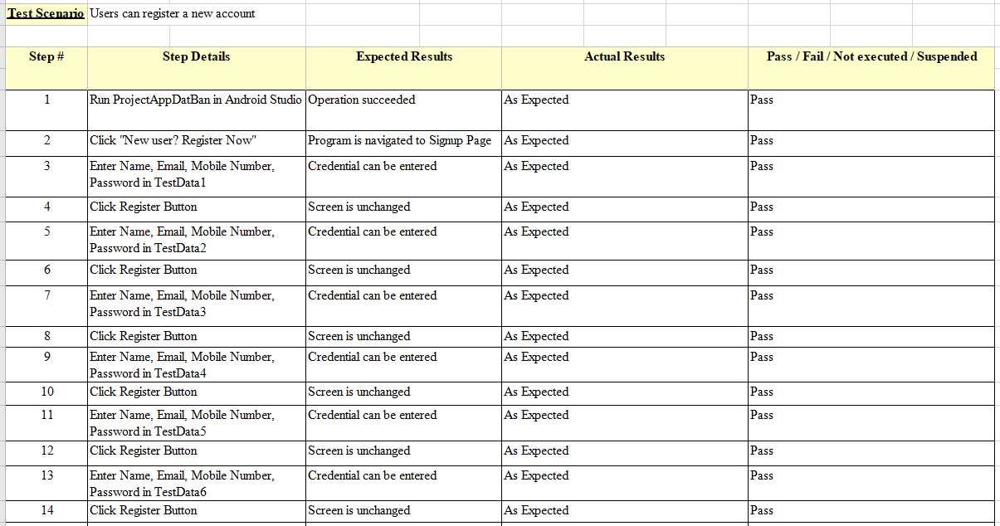 Test Scenario Users can register a new account
Step # Step Details Expected Results Actual Results Pass / Fail / Not executed / Suspended
1 Run ProjectAppDatBan in Android Studio Operation succeeded As Expected Pass
2 Click "New user? Register Now" Program is navigated to Signup Page As Expected Pass
3 Enter Name, Email, Mobile Number, Credential can be entered As Expected Pass
Password in TestData1
4 Click Register Button Screen is unchanged As Expected Pass
5 Enter Name, Email, Mobile Number, Credential can be entered As Expected Pass
Password in TestData2
6 Click Register Button Screen is unchanged As Expected Pass
7 Enter Name, Email, Mobile Number, Credential can be entered As Expected Pass
Password in TestData3
8 Click Register Button Screen is unchanged As Expected Pass
9 Enter Name, Email, Mobile Number, Credential can be entered As Expected Pass
Password in TestData4
10 Click Register Button Screen is unchanged As Expected Pass
11 Enter Name, Email, Mobile Number, Credential can be entered As Expected Pass
Password in TestData5
12 Click Register Button Screen is unchanged As Expected Pass
13 Enter Name, Email, Mobile Number, Credential can be entered As Expected Pass
Password in TestData6
14 Click Register Button Screen is unchanged As Expected Pass